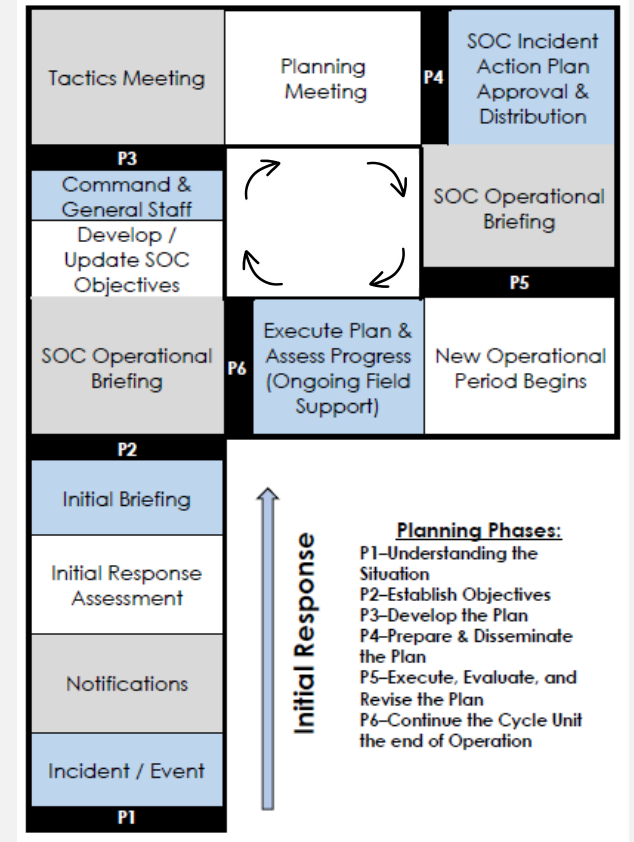 Tactics Meeting
Planning
Meeting
P4
SOC Incident
Action Plan
Approval &
Distribution
P3
Command &
General Staff
Develop /
Update SOC
Objectives
SOC Operational
Briefing
P5
SOC Operational
Briefing
P6
Execute Plan &
Assess Progress
(Ongoing Field
Support)
New Operational
Period Begins
P2
Initial Briefing
Initial Response
Assessment
Notifications
Incident / Event
P1
Initial Response
Planning Phases:
P1–Understanding the
Situation
P2–Establish Objectives
P3–Develop the Plan
P4–Prepare & Disseminate
the Plan
P5–Execute, Evaluate, and
Revise the Plan
P6–Continue the Cycle Unit
the end of Operation